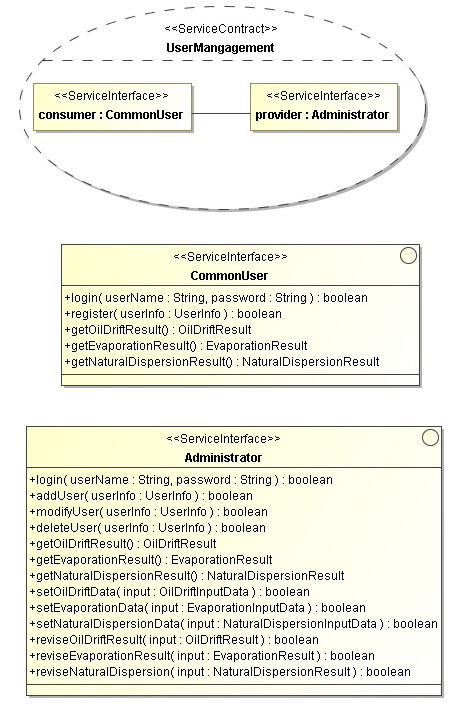 <<ServiceContract>>
UserMangagement
<<ServiceInterface>>
consumer : CommonUser
<<ServiceInterface>>
provider : Administrator
<<ServiceInterface>>
CommonUser
+login( userName : String, password : String ) : boolean
+register( userInfo : UserInfo ) : boolean
+getOilDriftResult() : OilDriftResult
+getEvaporationResult() : EvaporationResult
+getNaturalDispersionResult() : NaturalDispersionResult
<<ServiceInterface>>
Administrator
+login( userName : String, password : String ) : boolean
+addUser( userInfo : UserInfo ) : boolean
+modifyUser( userInfo : UserInfo ) : boolean
+deleteUser( userInfo : UserInfo ) : boolean
+getOilDriftResult() : OilDriftResult
+getEvaporationResult() : EvaporationResult
+getNaturalDispersionResult() : NaturalDispersionResult
+setOilDriftData( input : OilDriftInputData ) : boolean
+setEvaporationData( input : EvaporationInputData ) : boolean
+setNaturalDispersionData( input : NaturalDispersionInputData ) : boolean
+reviseOilDriftResult( input : OilDriftResult ) : boolean
+reviseEvaporationResult( input : EvaporationResult ) : boolean
+reviseNaturalDispersion( input : NaturalDispersionResult ) : boolean